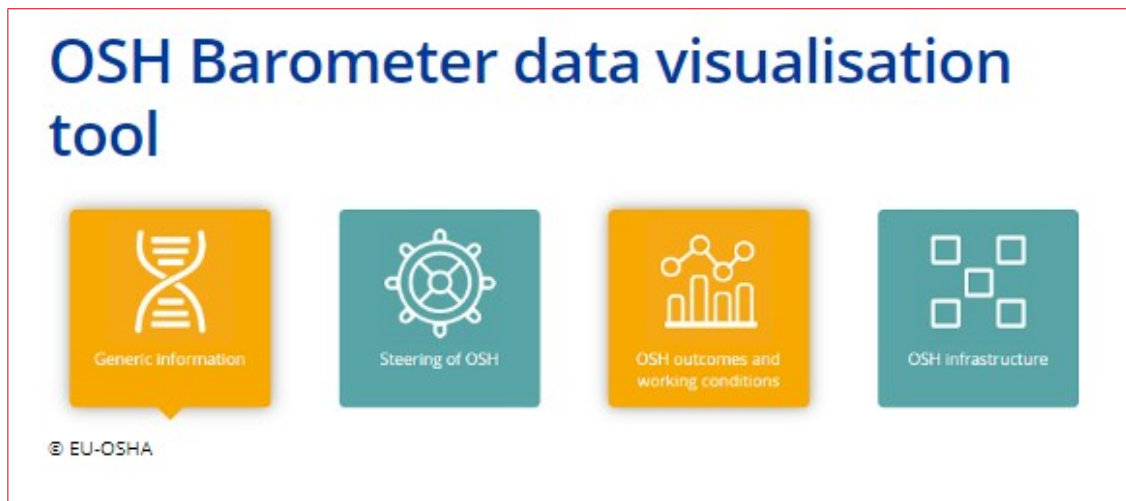 OSH Barometer data visualisation
tool
Generic information
Steering of OSH
OSH outcomes and
working conditions
OSH infrastructure
© EU-OSHA